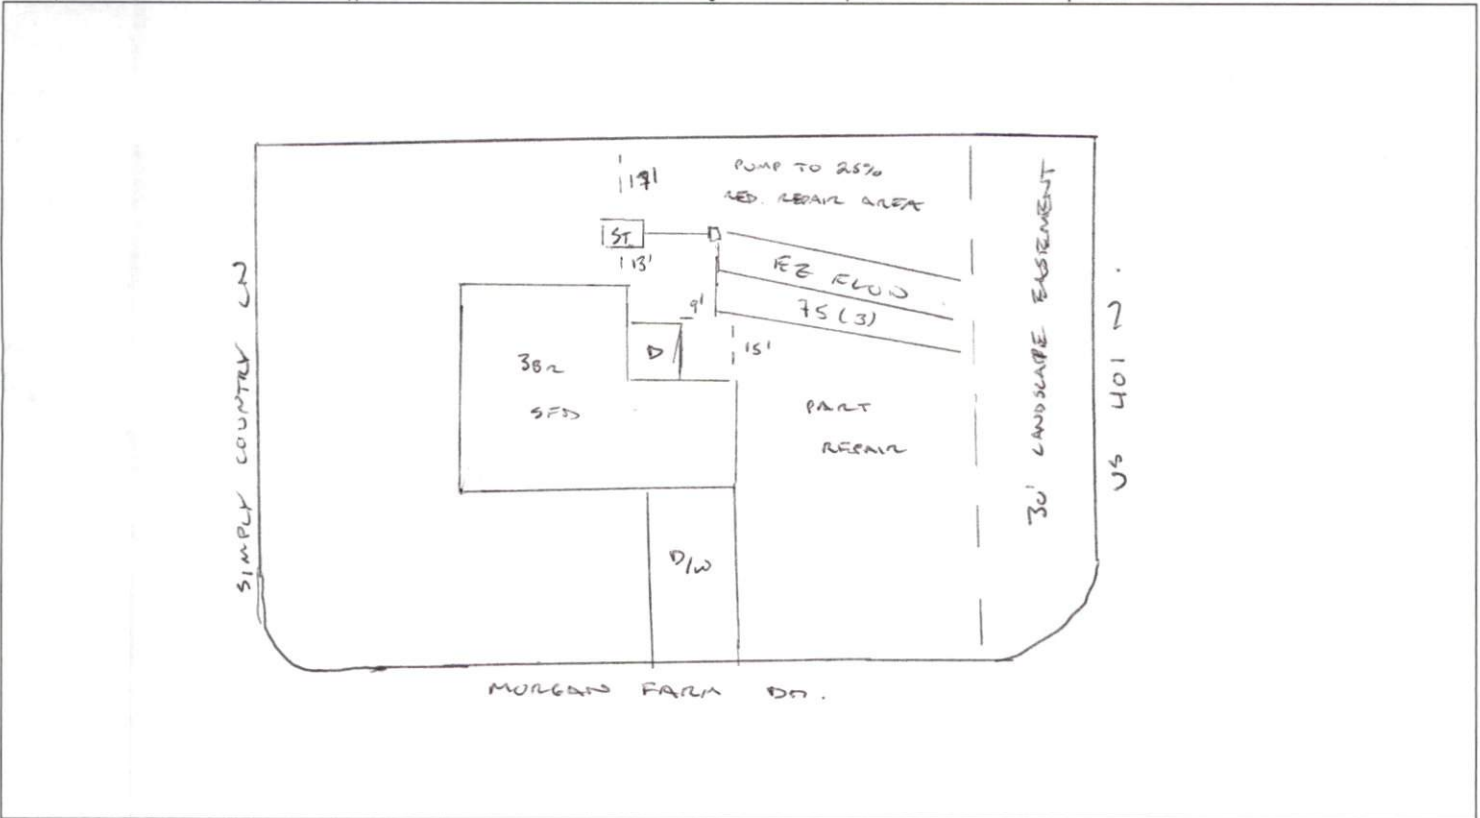 17'
PUMP TO 25%
RED. REPAIR AREA
ST
13'
EZ FLOW
75 (3)
9'
D
15'
3BR
SFD
PART
REPAIR
D/W
SIMPLY COUNTRY LN
30' LANDSCAPE EASEMENT
US 401 N
MORGAN FARM DR.